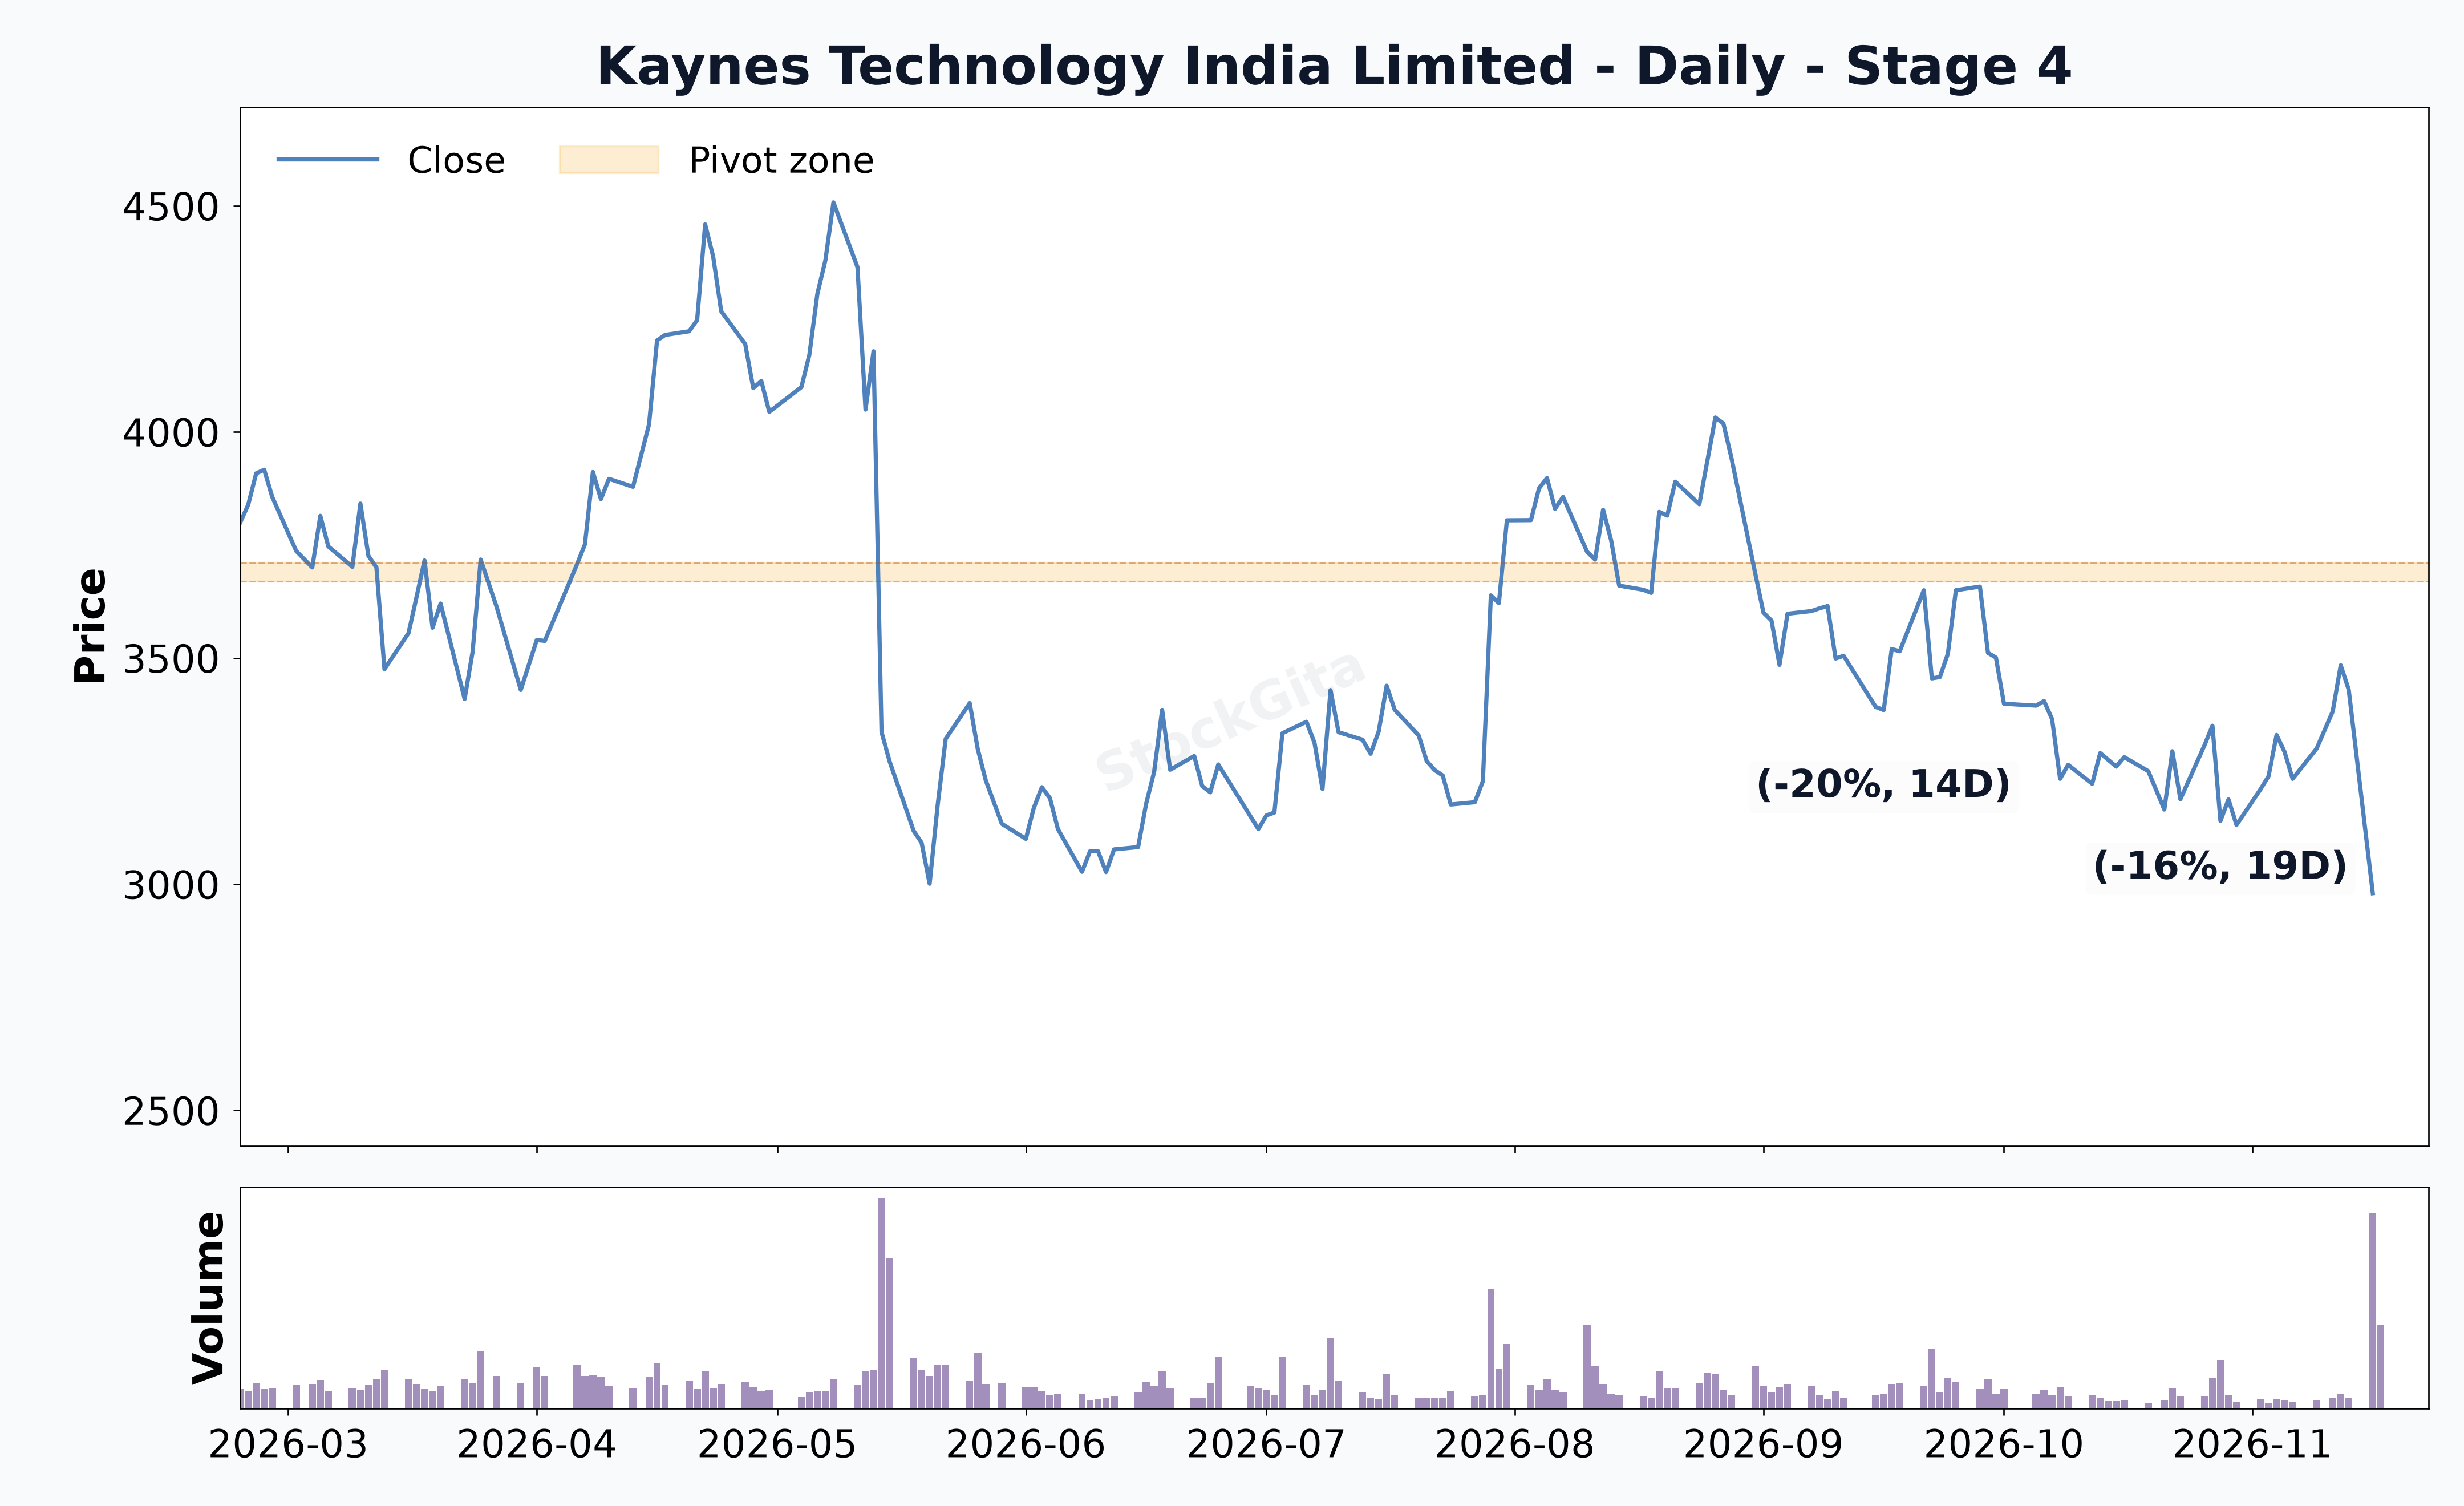 Kaynes Technology India Limited - Daily - Stage 4
Close
Pivot zone
4500
4000
3500
3000
2500
Price
StockGita
(-20%, 14D)
(-16%, 19D)
Volume
2026-03
2026-04
2026-05
2026-06
2026-07
2026-08
2026-09
2026-10
2026-11